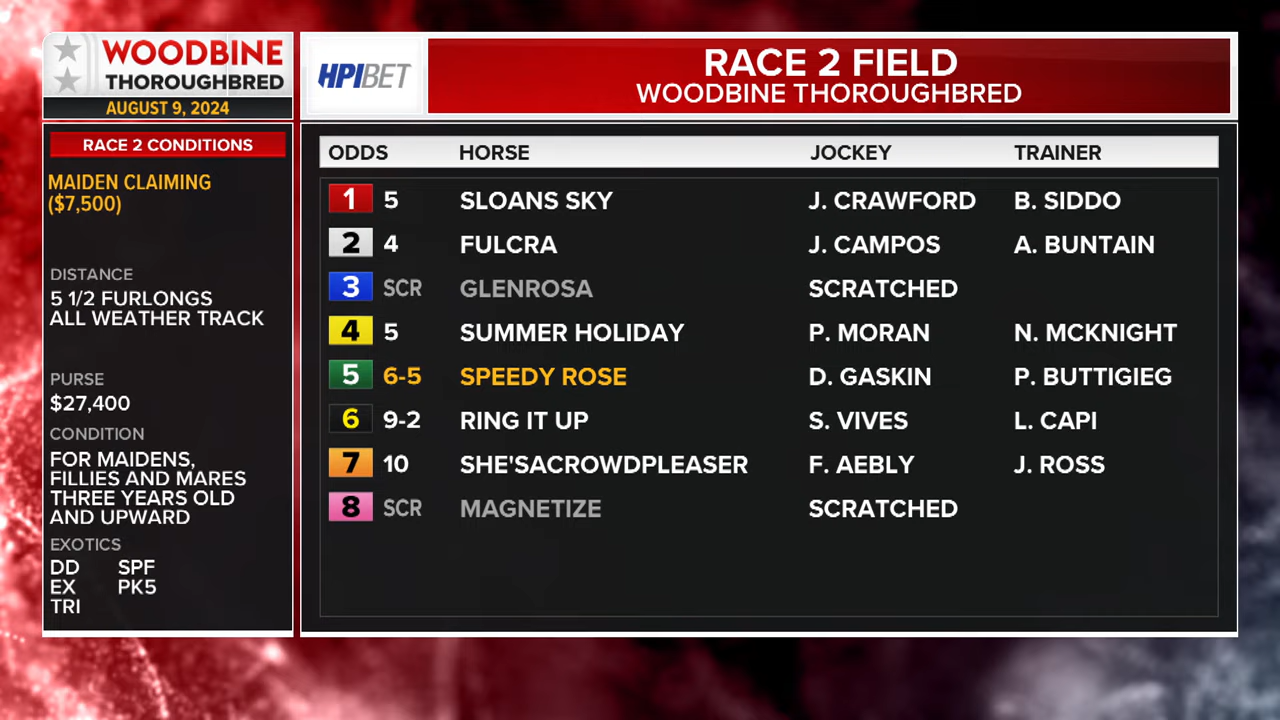 WOODBINE
THOROUGHBRED
AUGUST 9, 2024
RACE 2 CONDITIONS
MAIDEN CLAIMING
($7,500)
DISTANCE
5 1/2 FURLONGS
ALL WEATHER TRACK
PURSE
$27,400
CONDITION
FOR MAIDENS,
FILLIES AND MARES
THREE YEARS OLD
AND UPWARD
EXOTICS
DD SPF
EX PK5
TRI
HPIBET
RACE 2 FIELD
WOODBINE THOROUGHBRED
ODDS HORSE JOCKEY TRAINER
1 5 SLOANS SKY J. CRAWFORD B. SIDDO
2 4 FULCRA J. CAMPOS A. BUNTAIN
3 SCR GLENROSA SCRATCHED
4 5 SUMMER HOLIDAY P. MORAN N. MCKNIGHT
5 6-5 SPEEDY ROSE D. GASKIN P. BUTTIGIEG
6 9-2 RING IT UP S. VIVES L. CAPI
7 10 SHE'SACROWDPLEASER F. AEBLY J. ROSS
8 SCR MAGNETIZE SCRATCHED